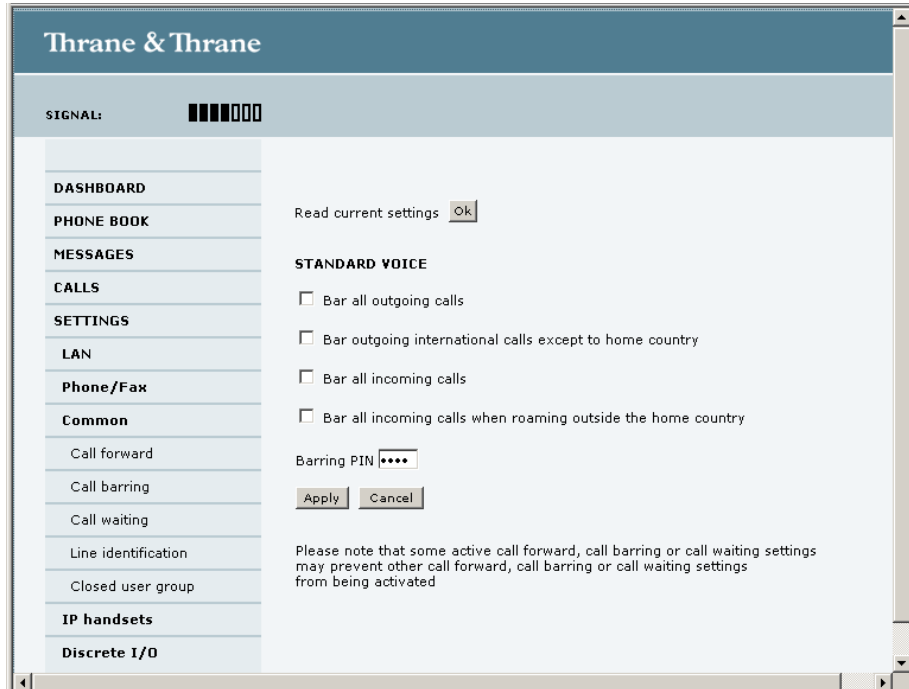 Thrane & Thrane
SIGNAL:
DASHBOARD
PHONE BOOK
MESSAGES
CALLS
SETTINGS
LAN
Phone/Fax
Common
Call forward
Call barring
Call waiting
Line identification
Closed user group
IP handsets
Discrete I/O
Read current settings Ok
STANDARD VOICE
Bar all outgoing calls
Bar outgoing international calls except to home country
Bar all incoming calls
Bar all incoming calls when roaming outside the home country
Barring PIN ••••
Apply Cancel
Please note that some active call forward, call barring or call waiting settings
may prevent other call forward, call barring or call waiting settings
from being activated